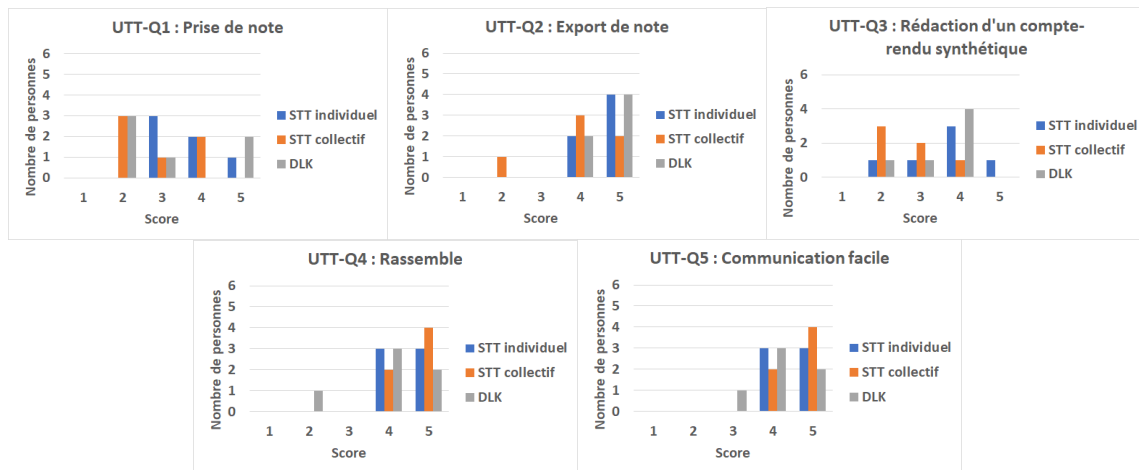 UTT-Q1 : Prise de note
Nombre de personnes
6
5
4
3
2
1
0
1 2 3 4 5
Score
STT individuel
STT collectif
DLK
UTT-Q2 : Export de note
Nombre de personnes
6
5
4
3
2
1
0
1 2 3 4 5
Score
STT individuel
STT collectif
DLK
UTT-Q3 : Rédaction d'un compte-
rendu synthétique
Nombre de personnes
6
4
2
0
1 2 3 4 5
Score
STT individuel
STT collectif
DLK
UTT-Q4 : Rassemble
Nombre de personnes
6
5
4
3
2
1
0
1 2 3 4 5
Score
STT individuel
STT collectif
DLK
UTT-Q5 : Communication facile
Nombre de personnes
6
5
4
3
2
1
0
1 2 3 4 5
Score
STT individuel
STT collectif
DLK